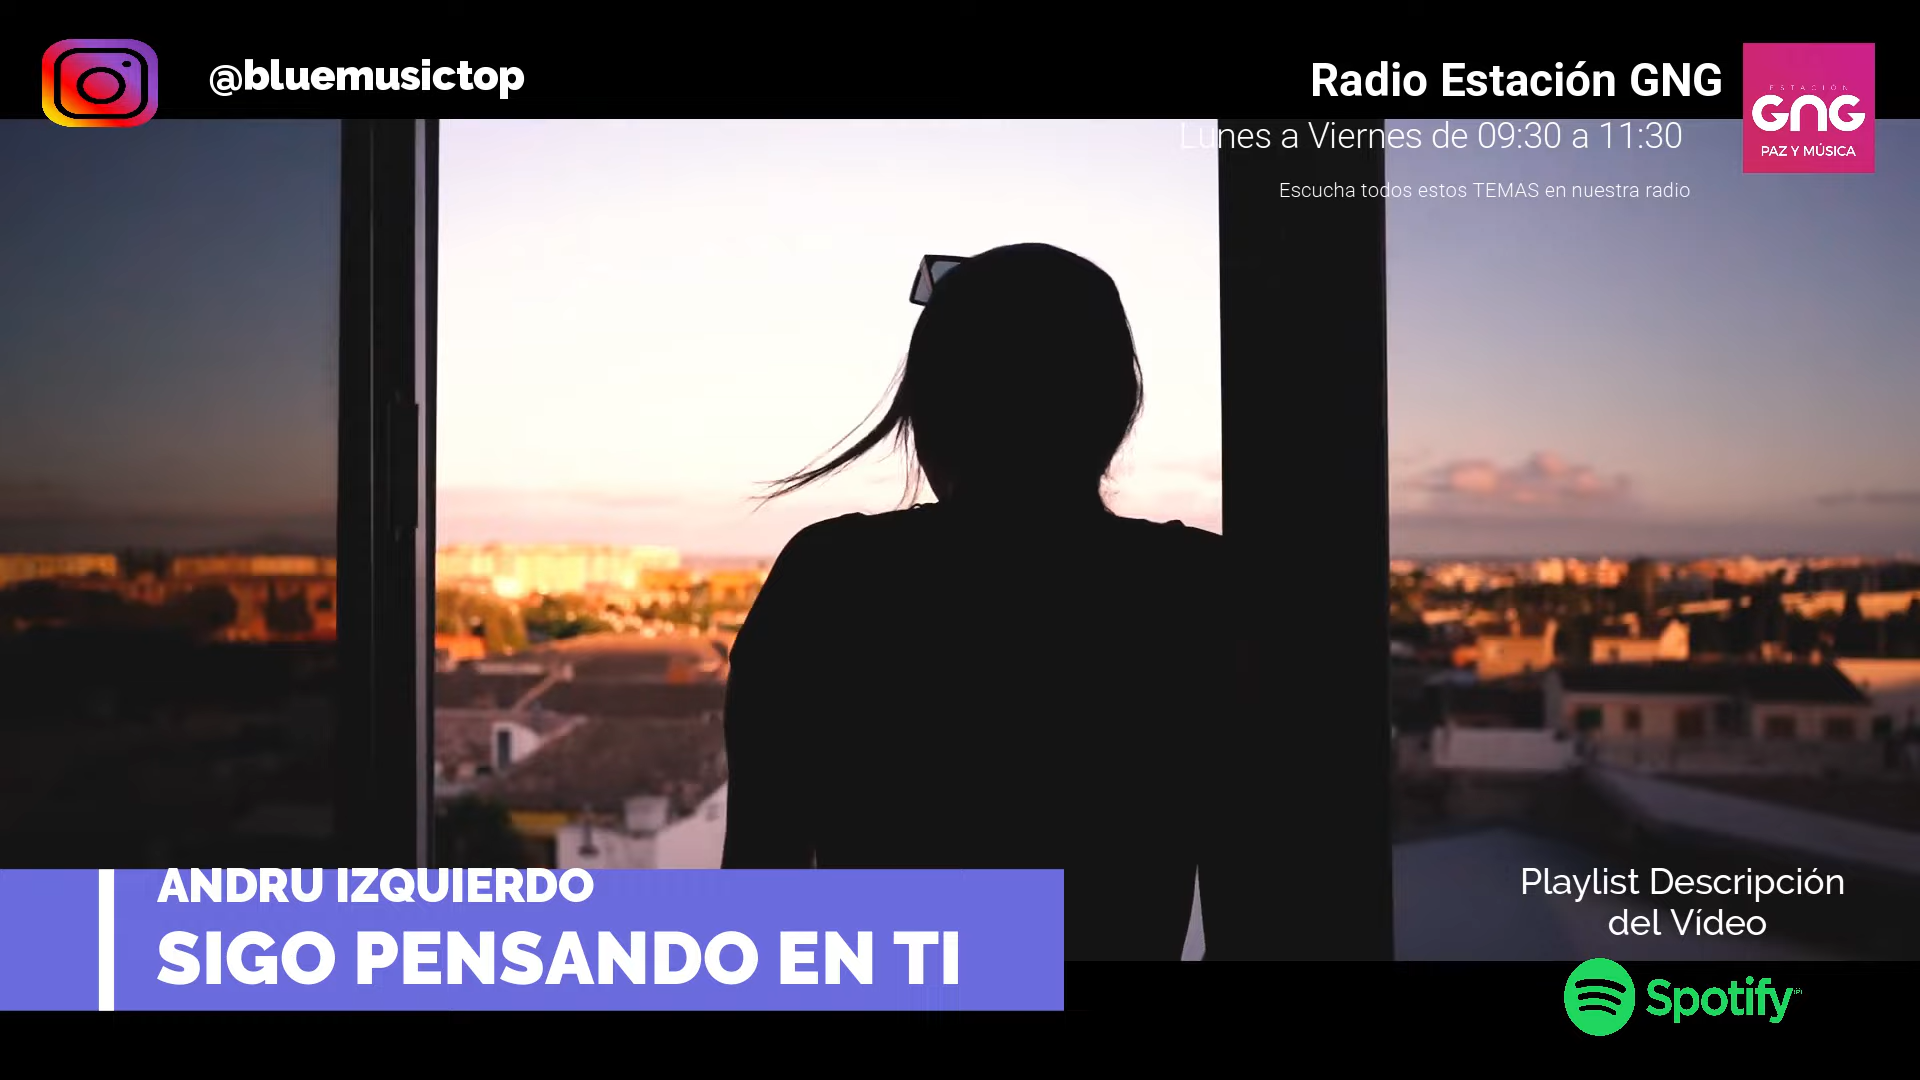 @bluemusictop
Radio Estación GNG
Lunes a Viernes de 09:30 a 11:30
Escucha todos estos TEMAS en nuestra radio
ESTACIÓN
GNG
PAZ Y MÚSICA
ANDRU IZQUIERDO
SIGO PENSANDO EN TI
Playlist Descripción
del Vídeo
Spotify